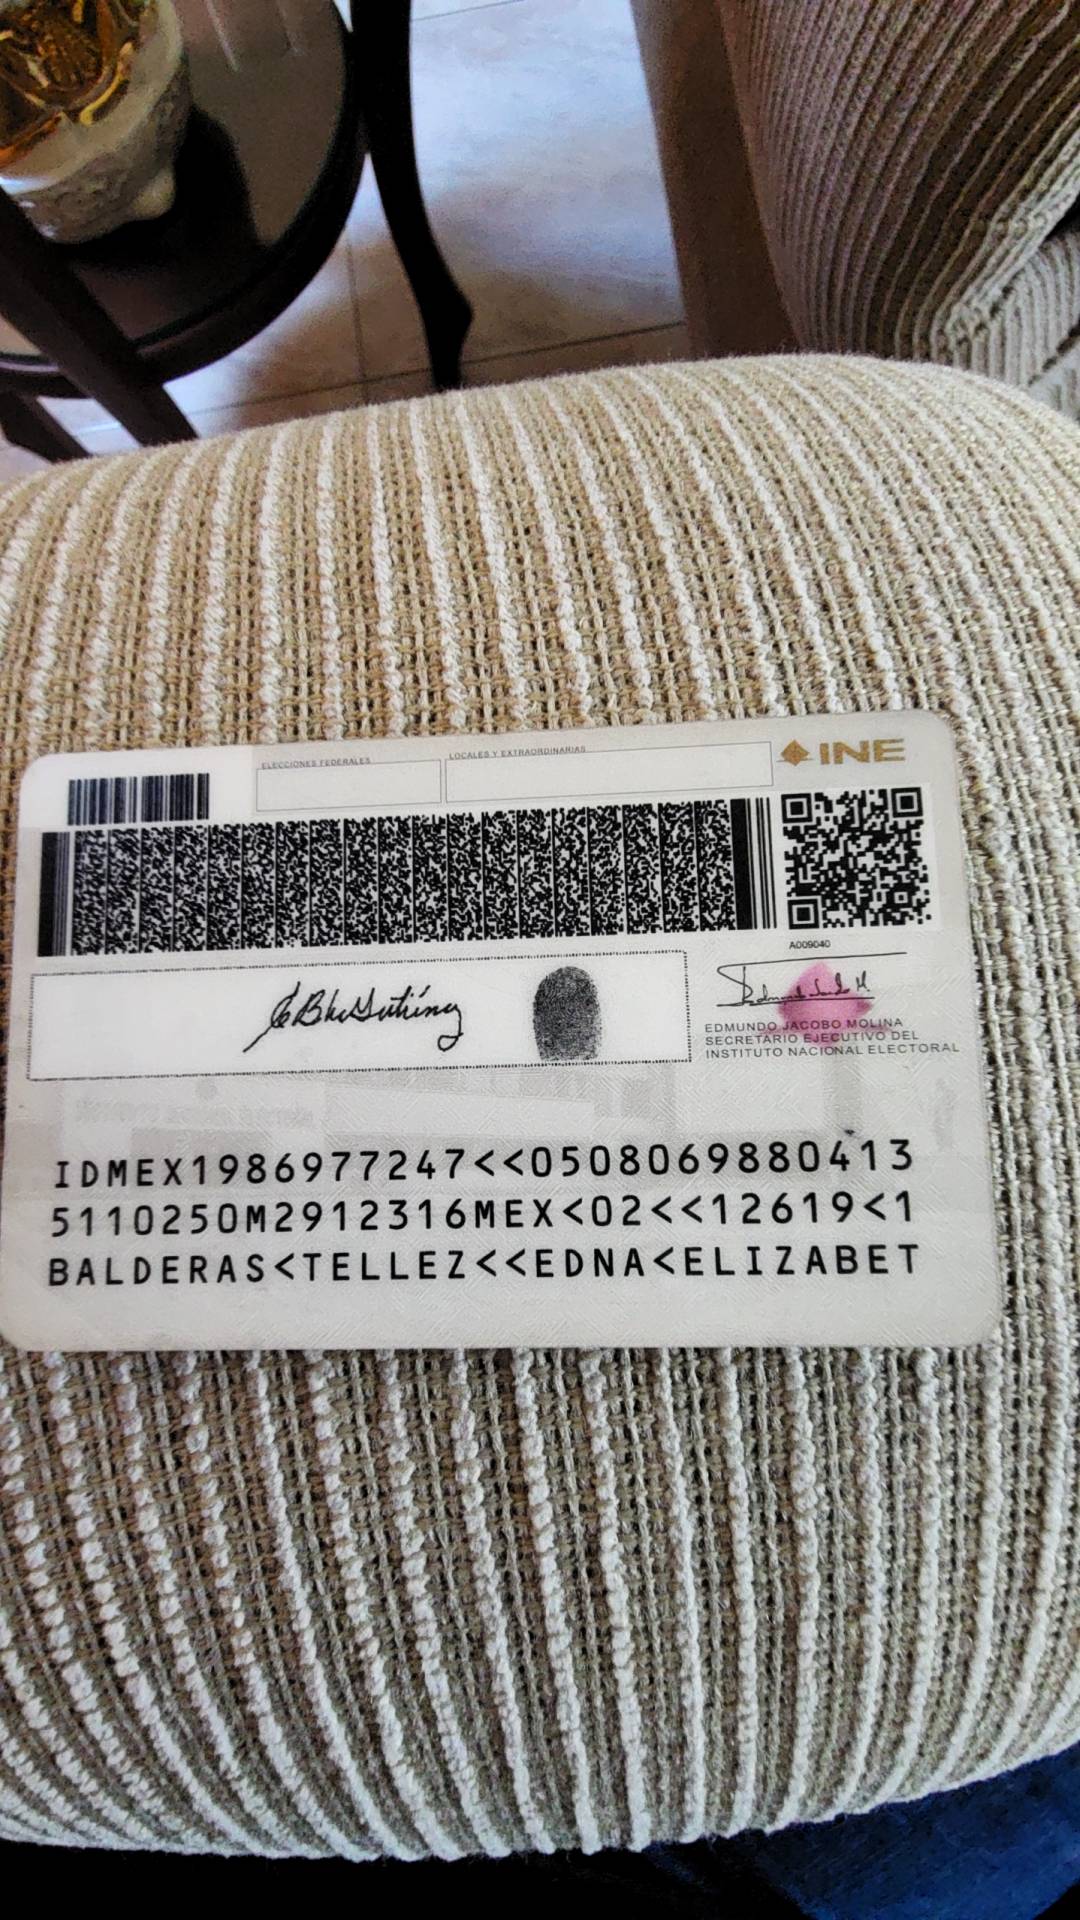 ELECCIONES FEDERALES
LOCALES Y EXTRAORDINARIAS
INE
A009040
EDMUNDO JACOBO MOLINA
SECRETARIO EJECUTIVO DEL
INSTITUTO NACIONAL ELECTORAL
IDMEX1986977247<<0508069880413
5110250M2912316MEX<02<<12619<1
BALDERAS<TELLEZ<<EDNA<ELIZABET